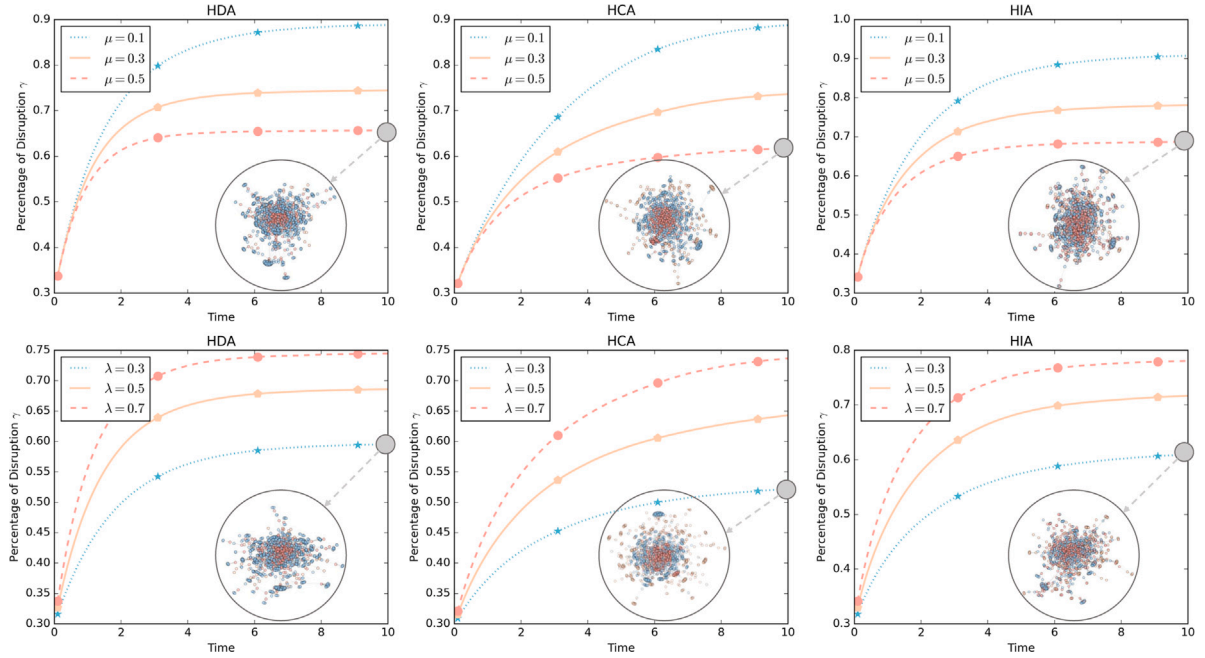 HDA
0.9
0.8
0.7
0.6
0.5
0.4
0.3
0 2 4 6 8 10
Percentage of Disruption γ
Time
μ = 0.1
μ = 0.3
μ = 0.5
HCA
0.9
0.8
0.7
0.6
0.5
0.4
0.3
0 2 4 6 8 10
Percentage of Disruption γ
Time
μ = 0.1
μ = 0.3
μ = 0.5
HIA
1.0
0.9
0.8
0.7
0.6
0.5
0.4
0.3
0 2 4 6 8 10
Percentage of Disruption γ
Time
μ = 0.1
μ = 0.3
μ = 0.5
HDA
0.75
0.70
0.65
0.60
0.55
0.50
0.45
0.40
0.35
0.30
0 2 4 6 8 10
Percentage of Disruption γ
Time
λ = 0.3
λ = 0.5
λ = 0.7
HCA
0.75
0.70
0.65
0.60
0.55
0.50
0.45
0.40
0.35
0.30
0 2 4 6 8 10
Percentage of Disruption γ
Time
λ = 0.3
λ = 0.5
λ = 0.7
HIA
0.8
0.7
0.6
0.5
0.4
0.3
0 2 4 6 8 10
Percentage of Disruption γ
Time
λ = 0.3
λ = 0.5
λ = 0.7